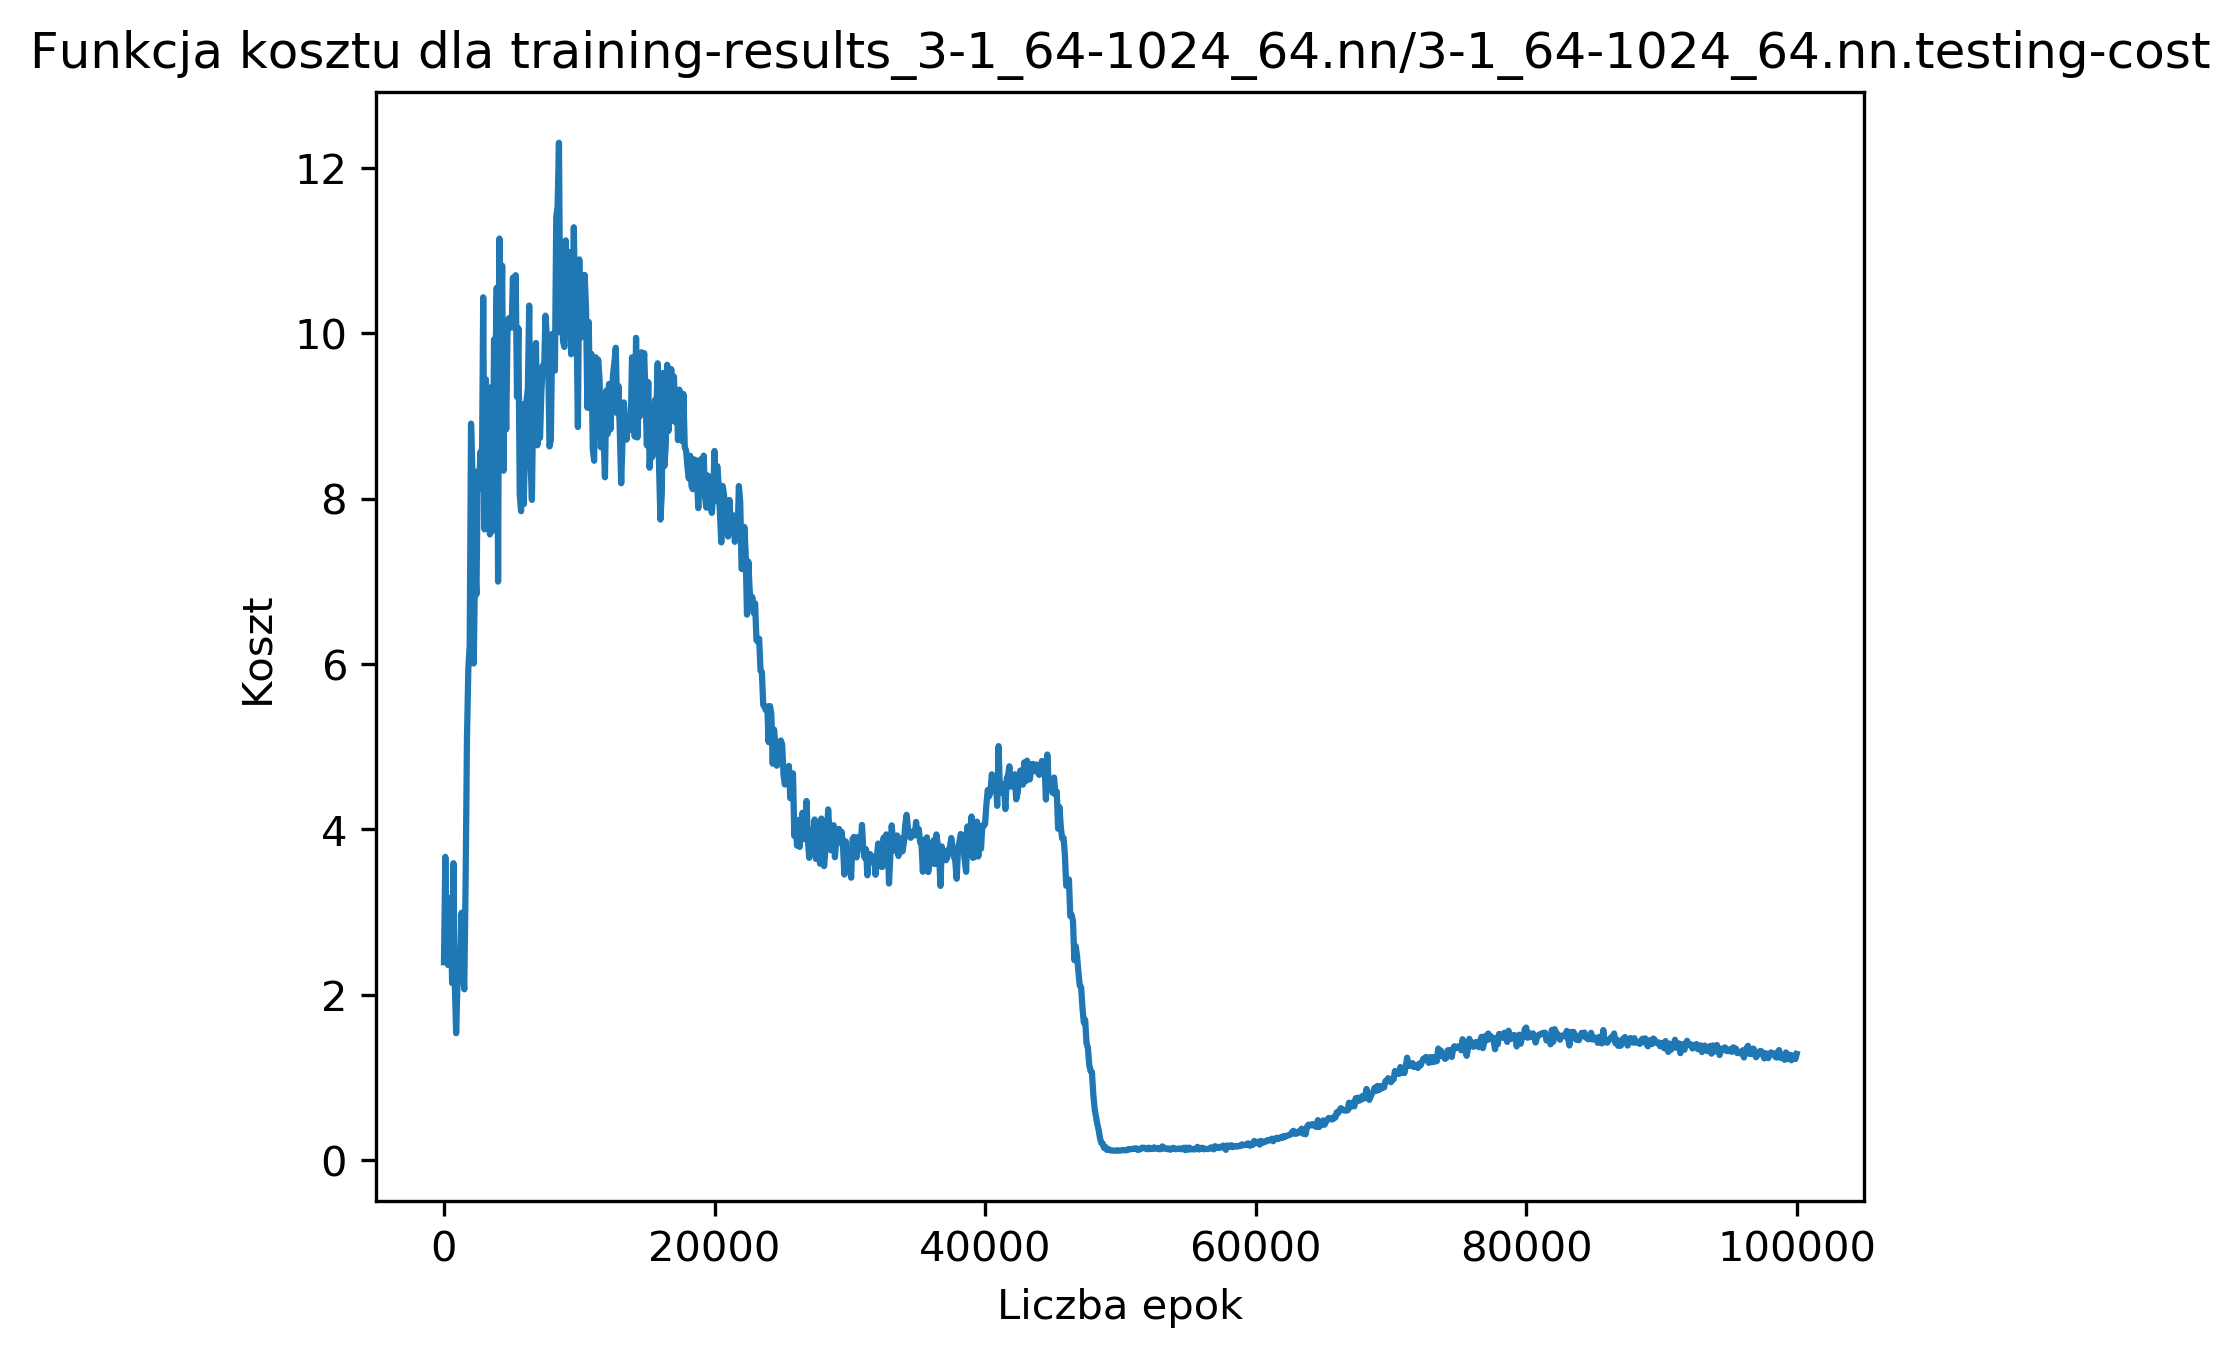 Funkcja kosztu dla training-results_3-1_64-1024_64.nn/3-1_64-1024_64.nn.testing-cost
12
10
8
6
4
2
0
Koszt
0 20000 40000 60000 80000 100000
Liczba epok